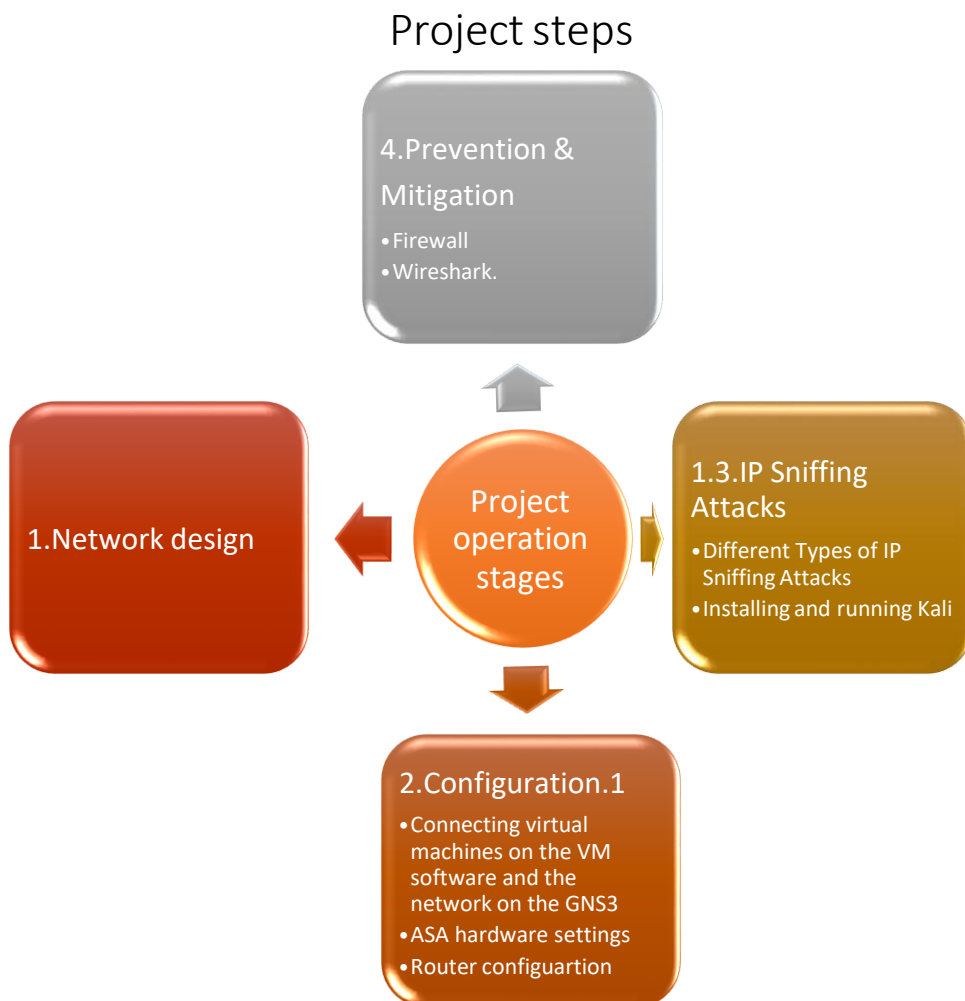 Project steps
4.Prevention &
Mitigation
•Firewall
•Wireshark.
1.Network design
Project
operation
stages
1.3.IP Sniffing
Attacks
•Different Types of IP
Sniffing Attacks
•Installing and running Kali
2.Configuration.1
•Connecting virtual
machines on the VM
software and the
network on the GNS3
•ASA hardware settings
•Router configuartion